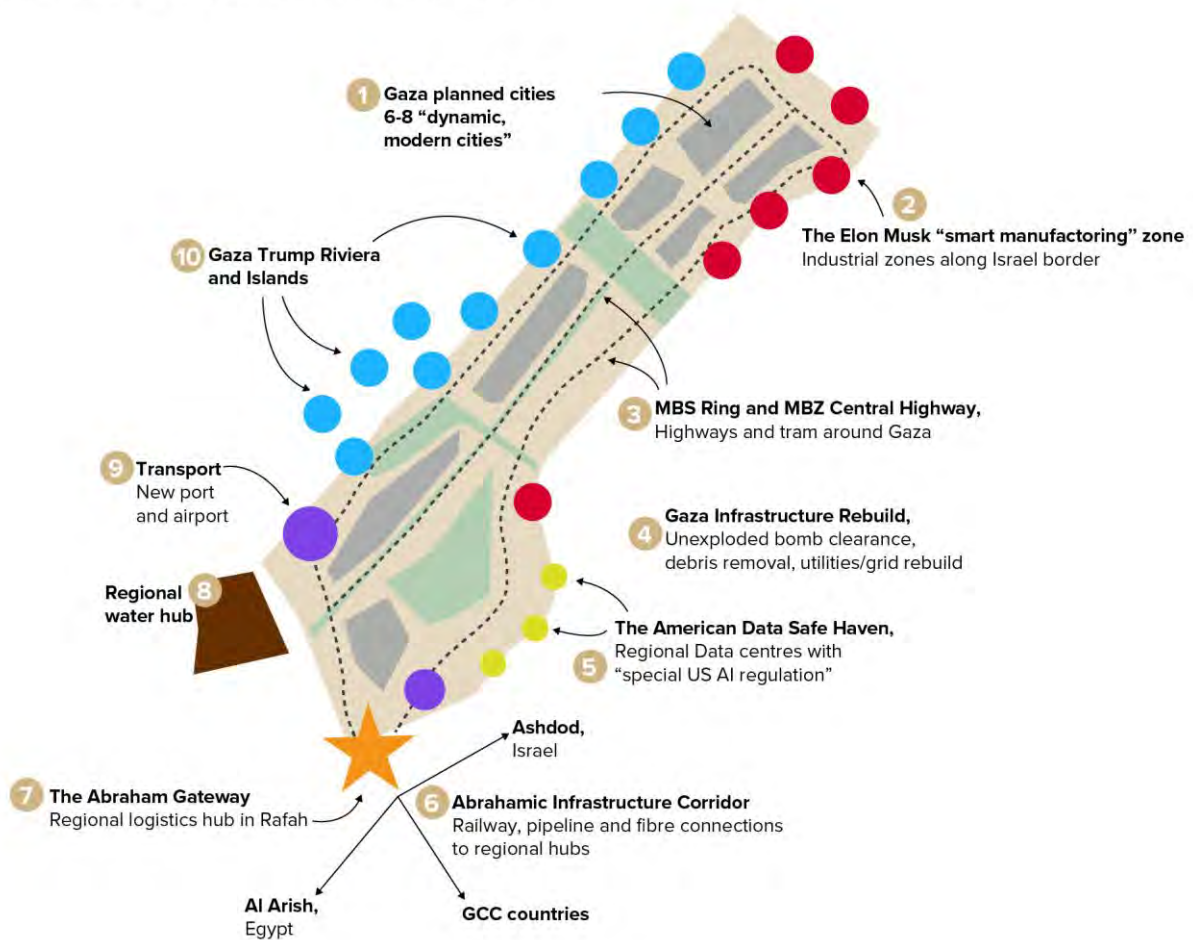 1
Gaza planned cities
6-8 “dynamic,
modern cities”
2
The Elon Musk “smart manufactoring” zone
Industrial zones along Israel border
10
Gaza Trump Riviera
and Islands
3
MBS Ring and MBZ Central Highway,
Highways and tram around Gaza
9
Transport
New port
and airport
4
Gaza Infrastructure Rebuild,
Unexploded bomb clearance,
debris removal, utilities/grid rebuild
8
Regional
water hub
5
The American Data Safe Haven,
Regional Data centres with
“special US AI regulation”
Ashdod,
Israel
7
The Abraham Gateway
Regional logistics hub in Rafah
6
Abrahamic Infrastructure Corridor
Railway, pipeline and fibre connections
to regional hubs
Al Arish,
Egypt
GCC countries